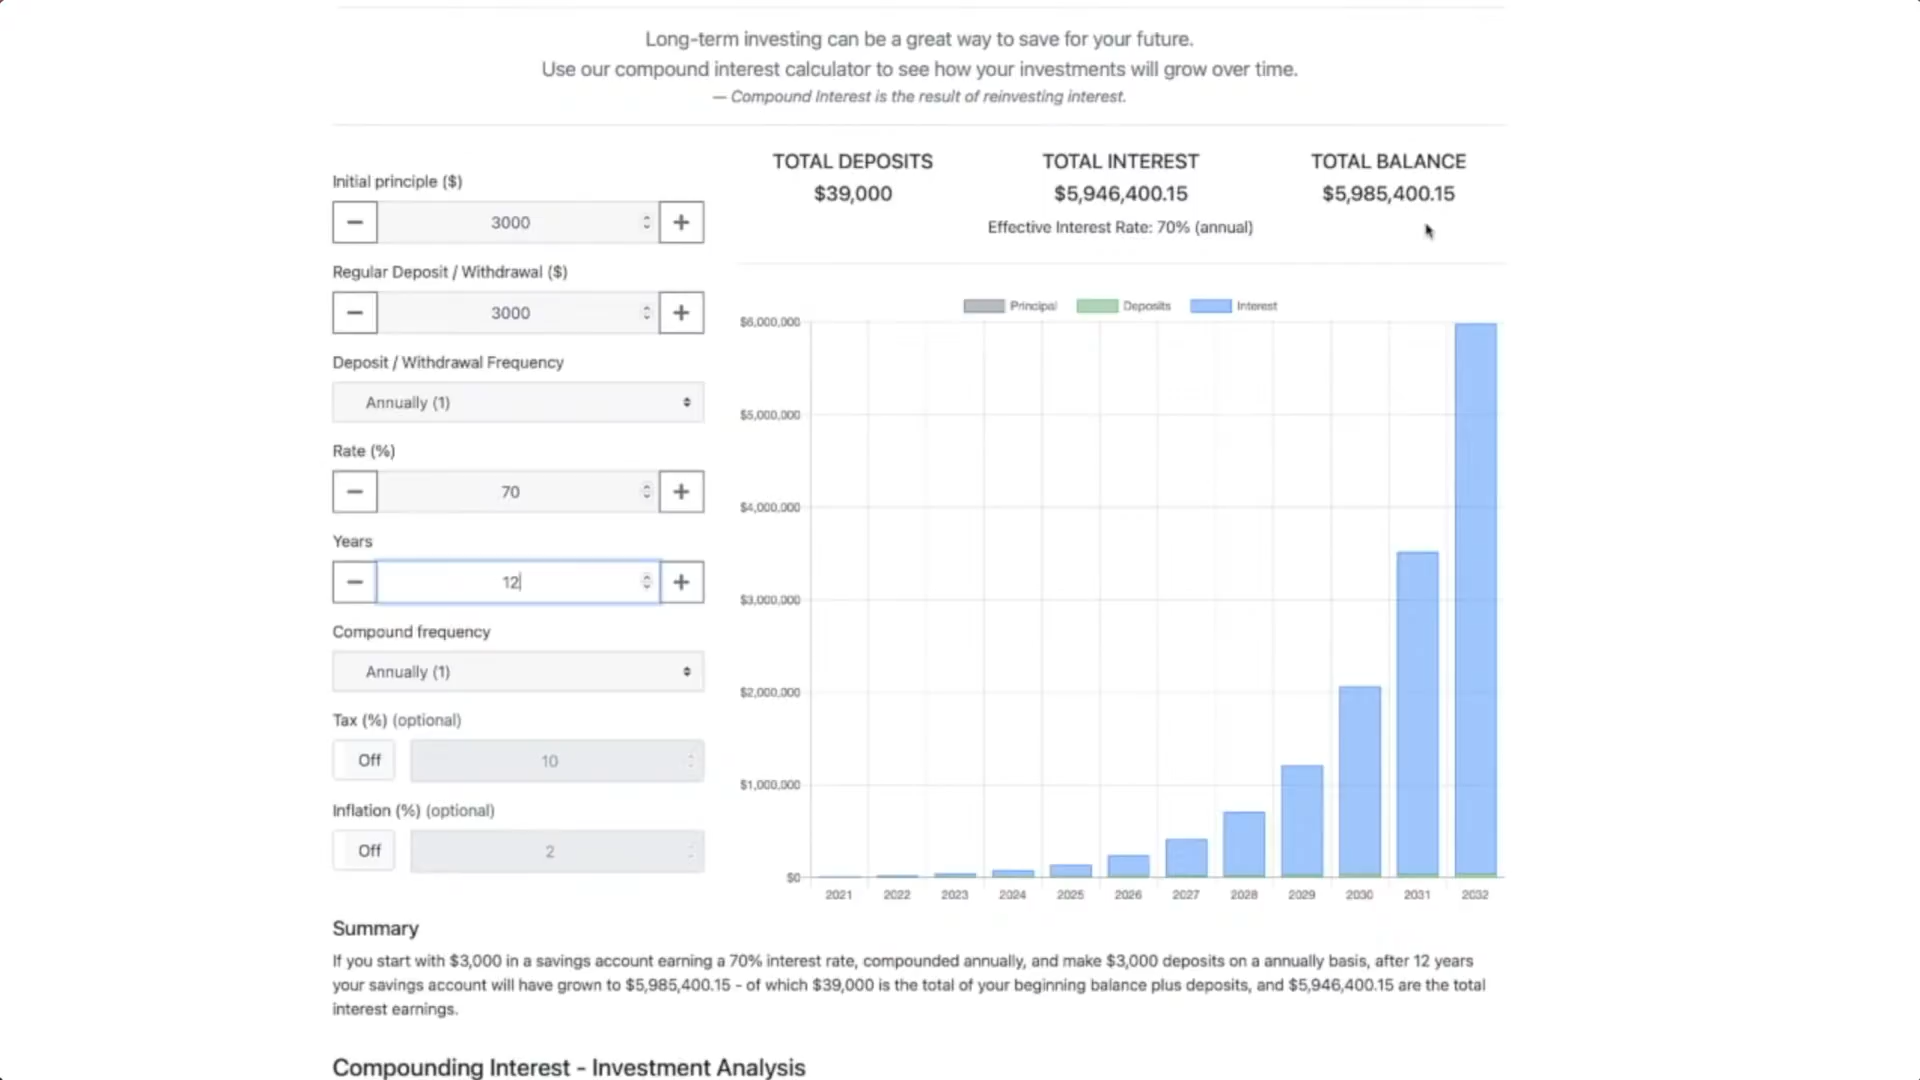 Long-term investing can be a great way to save for your future.
Use our compound interest calculator to see how your investments will grow over time.
— Compound Interest is the result of reinvesting interest.
Initial principle ($)
3000
Regular Deposit / Withdrawal ($)
3000
Deposit / Withdrawal Frequency
Annually (1)
Rate (%)
70
Years
12
Compound frequency
Annually (1)
Tax (%) (optional)
Off 10
Inflation (%) (optional)
Off 2
TOTAL DEPOSITS TOTAL INTEREST TOTAL BALANCE
$39,000 $5,946,400.15 $5,985,400.15
Effective Interest Rate: 70% (annual)
Principal Deposits Interest
$6,000,000
$5,000,000
$4,000,000
$3,000,000
$2,000,000
$1,000,000
$0
2021 2022 2023 2024 2025 2026 2027 2028 2029 2030 2031 2032
Summary
If you start with $3,000 in a savings account earning a 70% interest rate, compounded annually, and make $3,000 deposits on a annually basis, after 12 years
your savings account will have grown to $5,985,400.15 - of which $39,000 is the total of your beginning balance plus deposits, and $5,946,400.15 are the total
interest earnings.
Compounding Interest - Investment Analysis